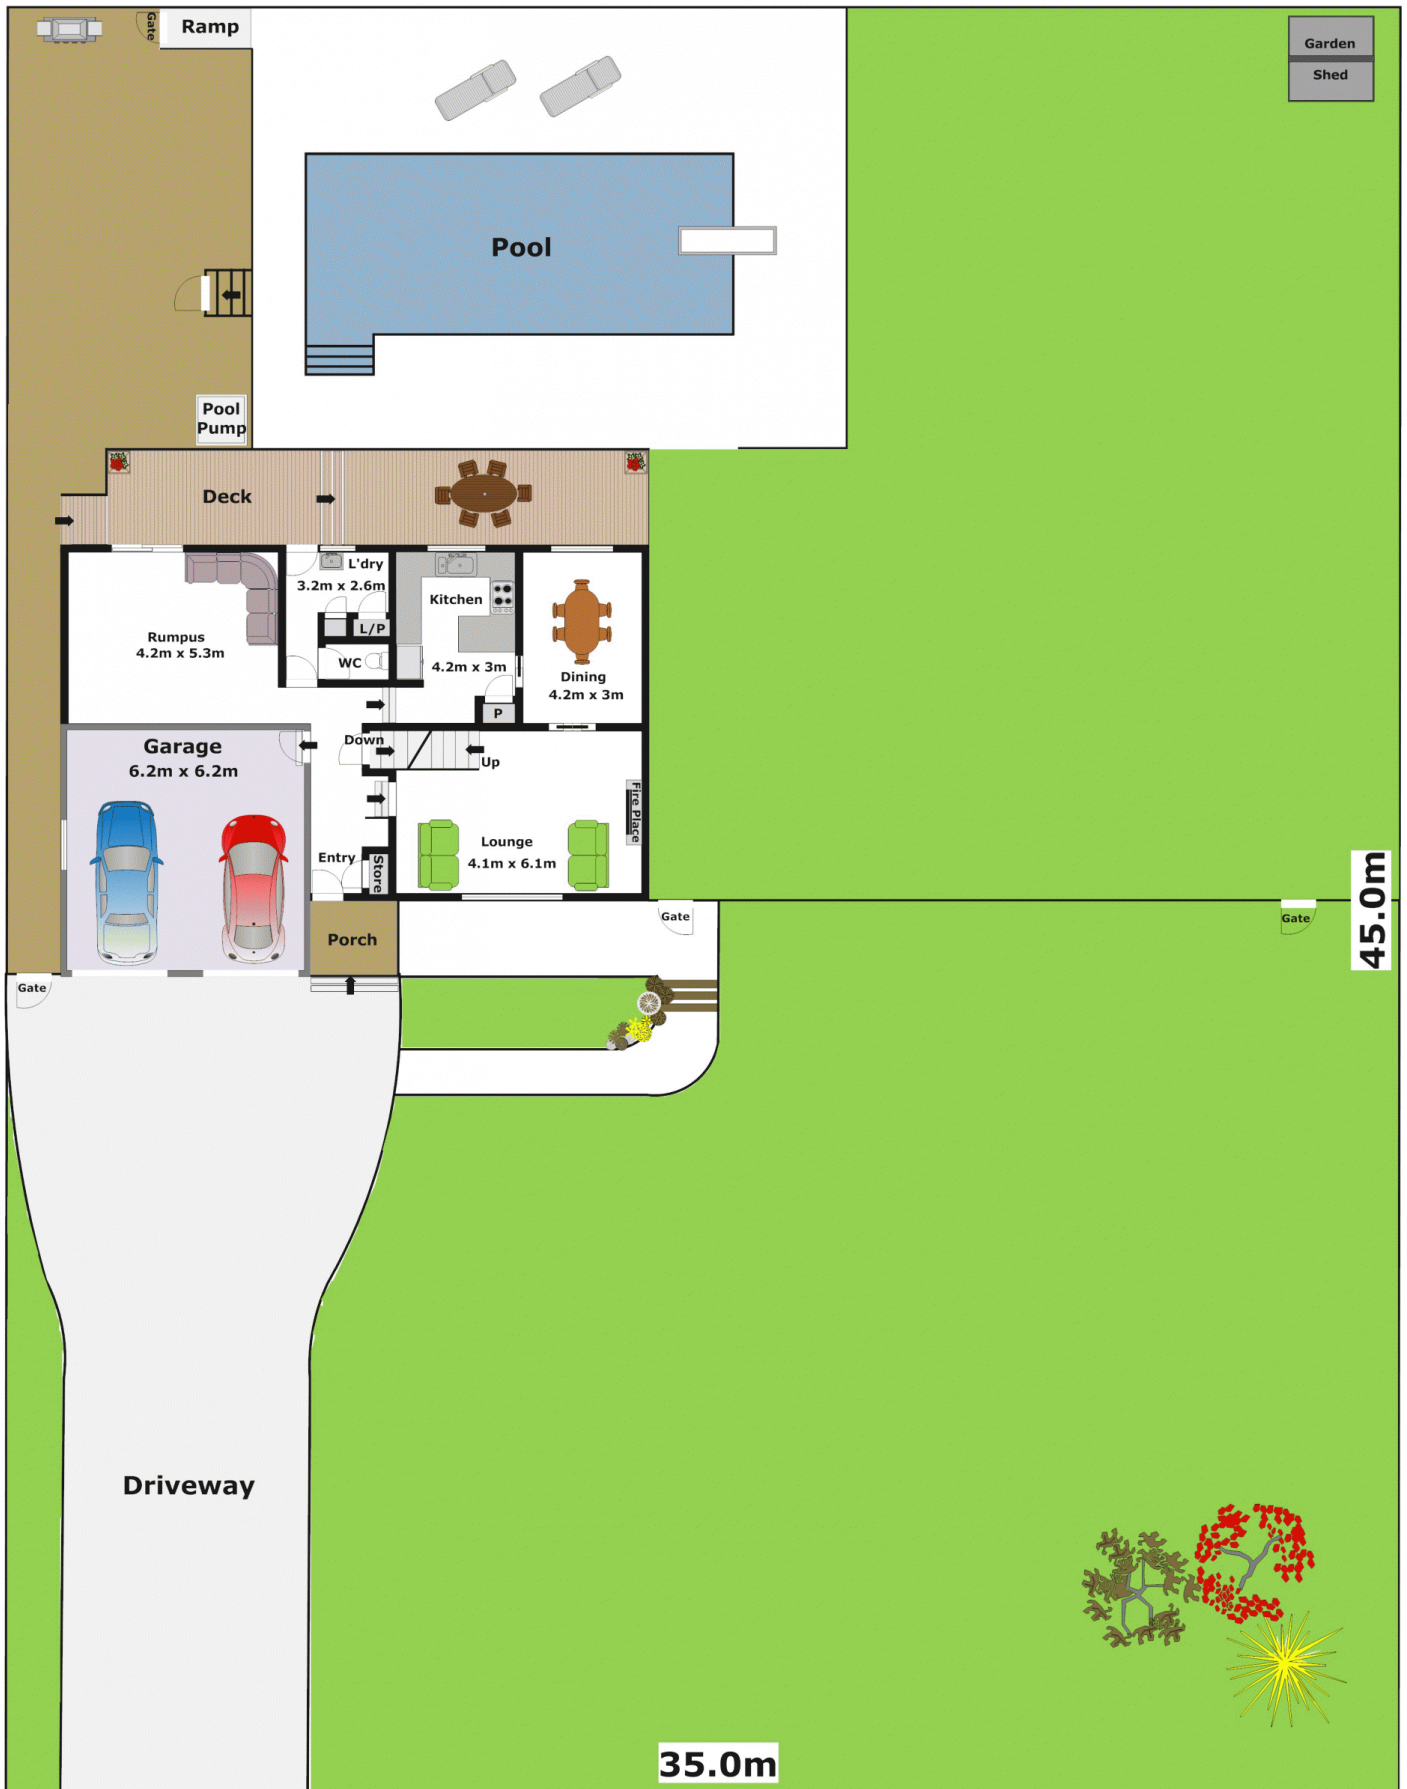 Gate
Ramp
Garden
Shed
Pool
Pool
Pump
Deck
L'dry
3.2m x 2.6m
Kitchen
Rumpus
4.2m x 5.3m
L/P
WC
4.2m x 3m
Dining
4.2m x 3m
P
Garage
6.2m x 6.2m
Down
Up
Fire Place
Lounge
4.1m x 6.1m
Entry
Store
45.0m
Gate
Gate
Porch
Gate
Driveway
35.0m